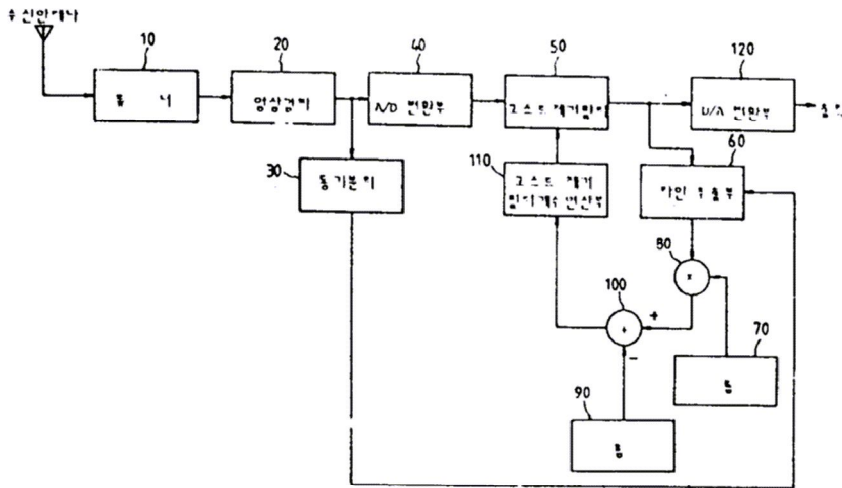 수신안테나
10
20
40
50
120
튜 너
영상검파
A/D 변환부
고스트 제거필터
D/A 변환부
출력
30
동기분리
110
고스트 제거
필터계수 연산부
60
라인 추출부
80
x
100
+
+
-
70
롬
90
롬